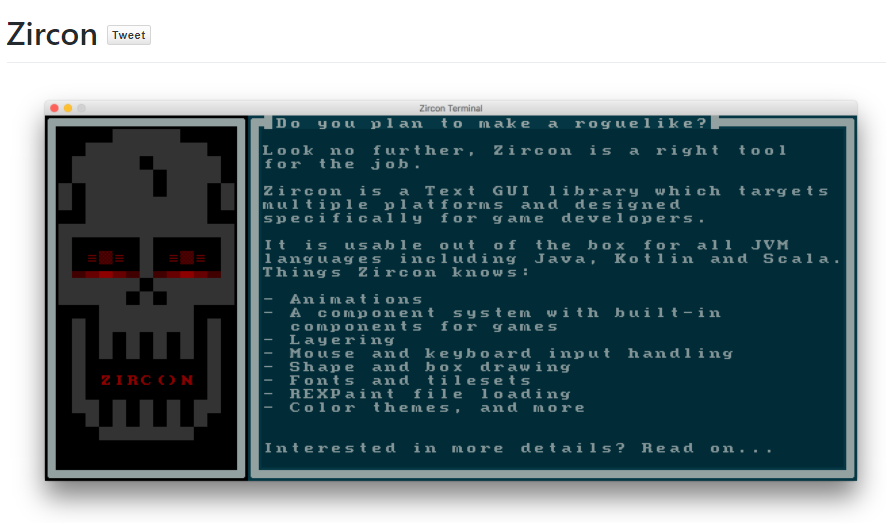 Zircon Tweet
Zircon Terminal
Do you plan to make a roguelike?
Look no further, Zircon is a right tool
for the job.
Zircon is a Text GUI library which targets
multiple platforms and designed
specifically for game developers.
It is usable out of the box for all JVM
languages including Java, Kotlin and Scala.
Things Zircon knows:
- Animations
- A component system with built-in
components for games
- Layering
- Mouse and keyboard input handling
- Shape and box drawing
- Fonts and tilesets
- REXPaint file loading
- Color themes, and more
Interested in more details? Read on...
ZIRC()N